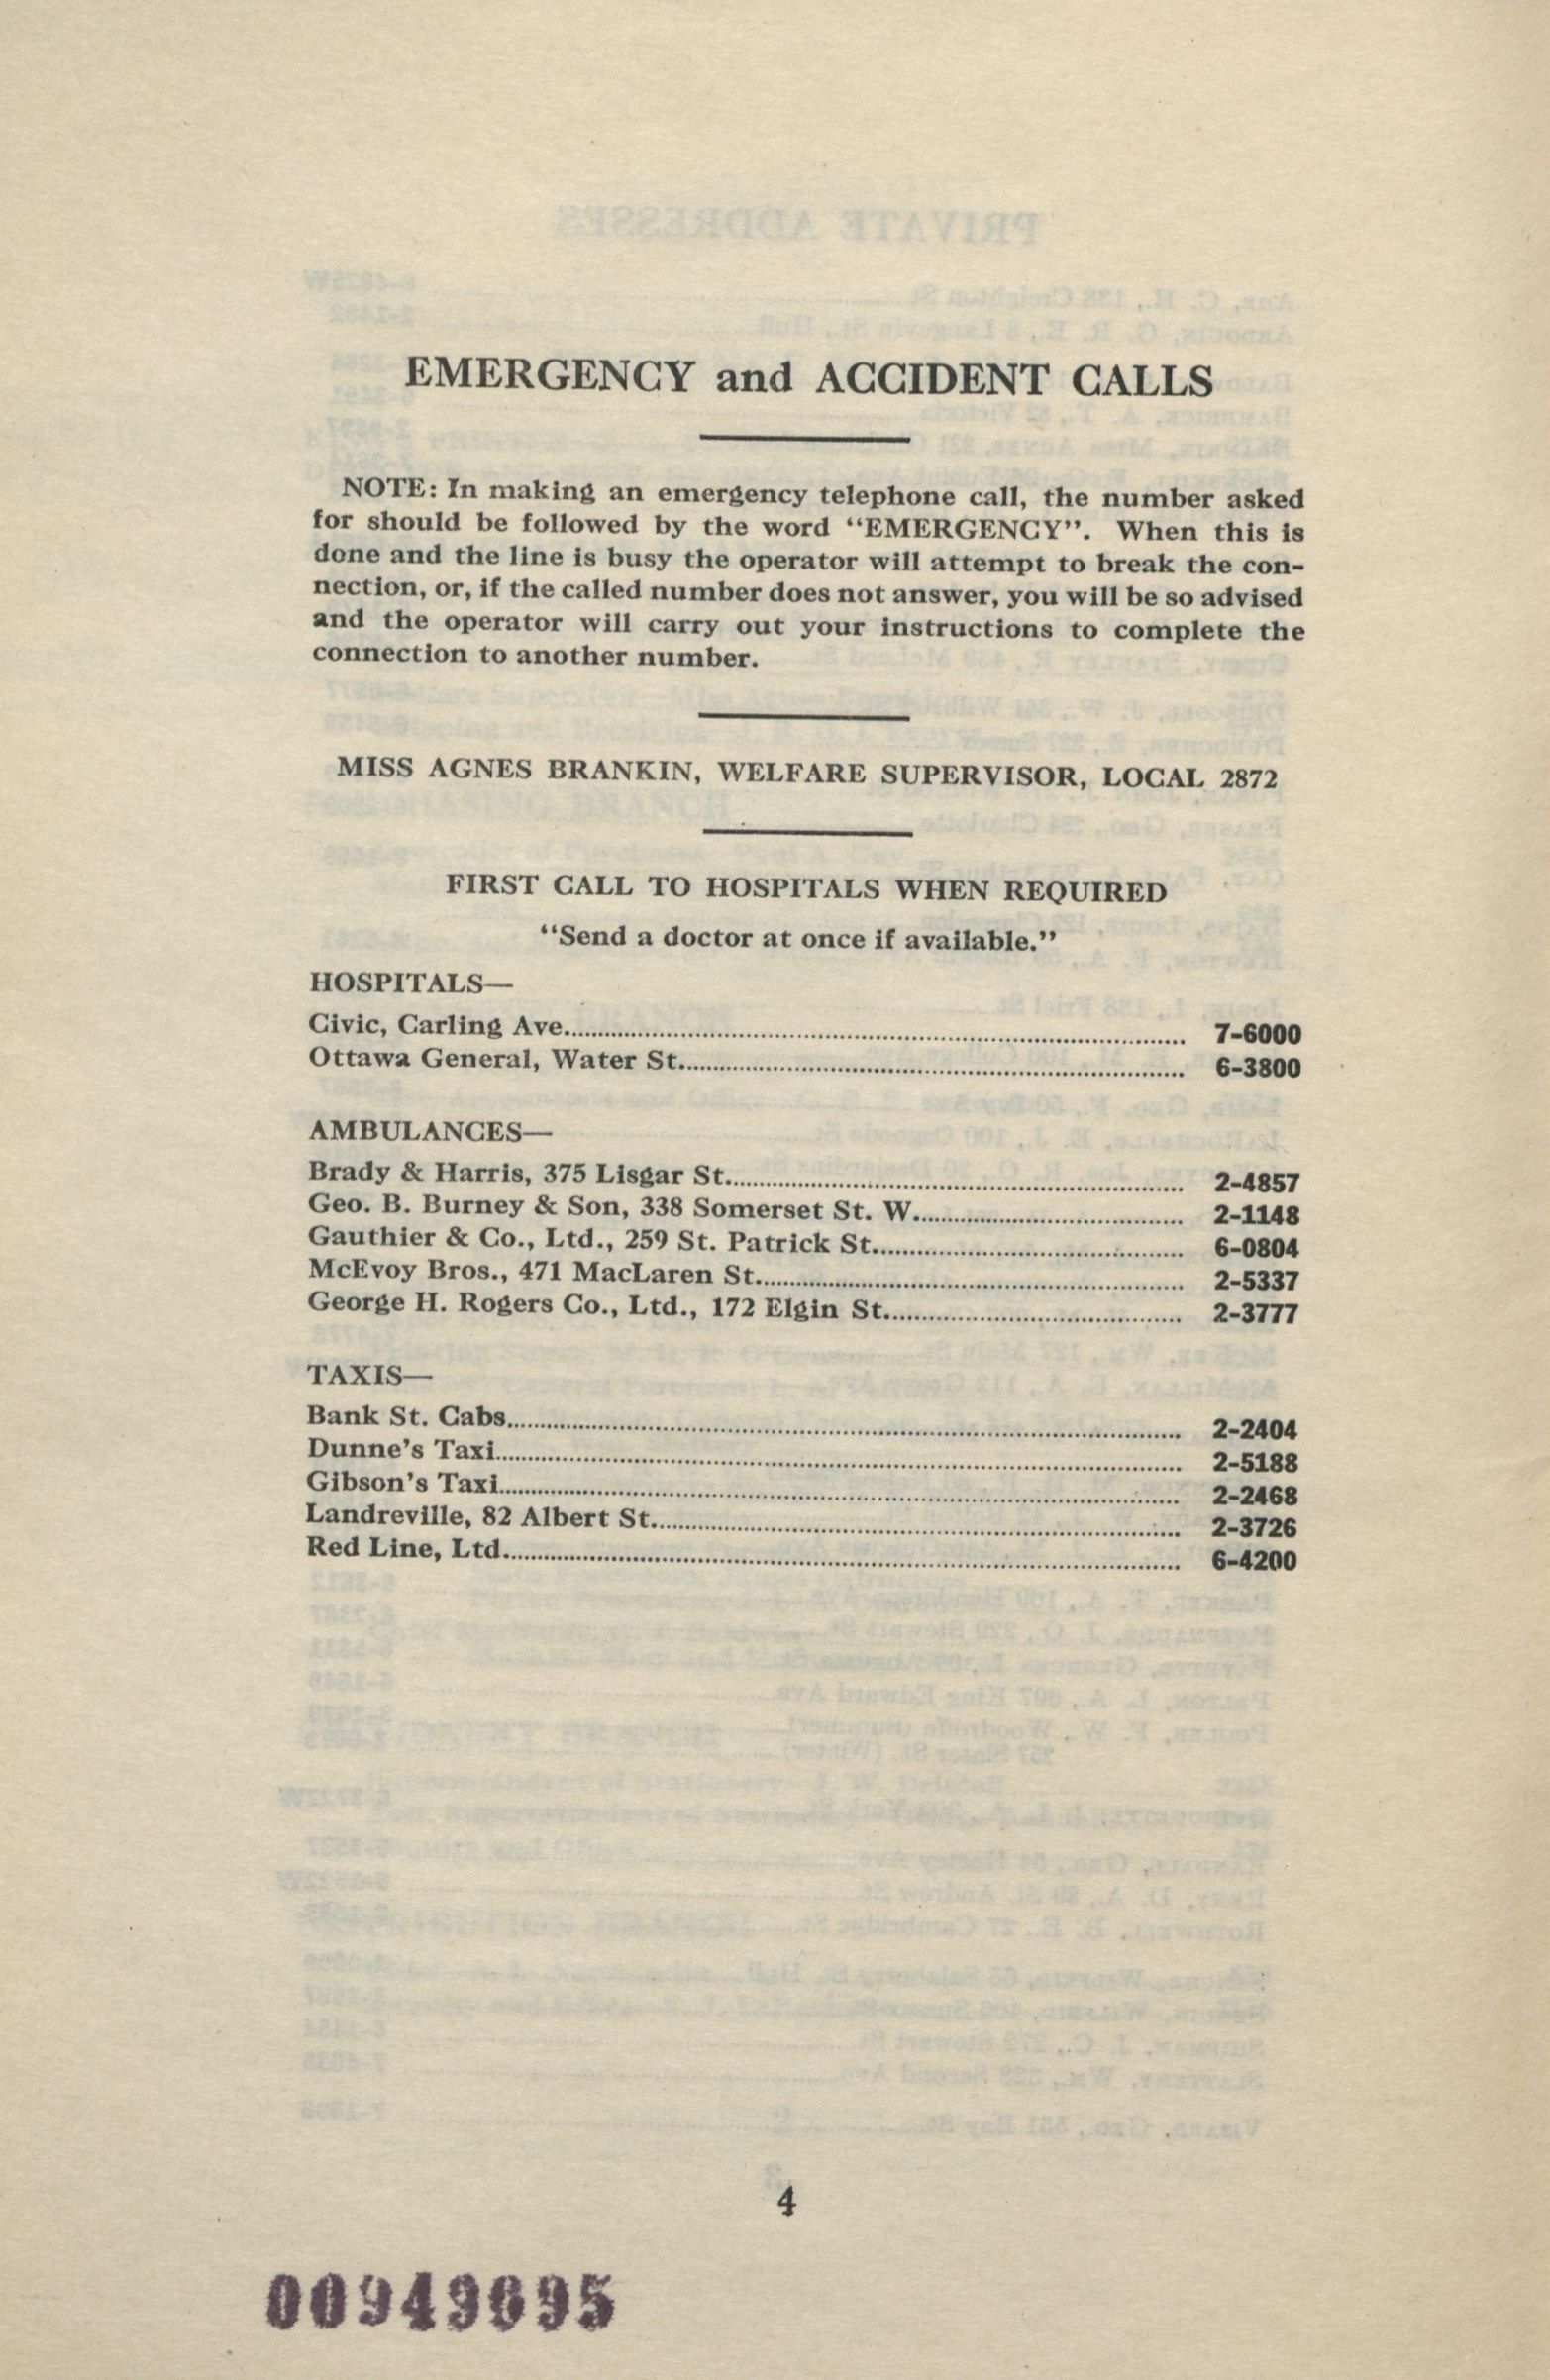 EMERGENCY and ACCIDENT CALLS
NOTE: In making an emergency telephone call, the number asked
for should be followed by the word “EMERGENCY”. When this is
done and the line is busy the operator will attempt to break the con-
nection, or, if the called number does not answer, you will be so advised
and the operator will carry out your instructions to complete the
connection to another number.
MISS AGNES BRANKIN, WELFARE SUPERVISOR, LOCAL 2872
FIRST CALL TO HOSPITALS WHEN REQUIRED
“Send a doctor at once if available.”
HOSPITALS—
Civic, Carling Ave. 7-6000
Ottawa General, Water St. 6-3800
AMBULANCES—
Brady & Harris, 375 Lisgar St. 2-4857
Geo. B. Burney & Son, 338 Somerset St. W. 2-1148
Gauthier & Co., Ltd., 259 St. Patrick St. 6-0804
McEvoy Bros., 471 MacLaren St. 2-5337
George H. Rogers Co., Ltd., 172 Elgin St. 2-3777
TAXIS—
Bank St. Cabs 2-2404
Dunne’s Taxi 2-5188
Gibson’s Taxi 2-2468
Landreville, 82 Albert St. 2-3726
Red Line, Ltd. 6-4200
4
00949695